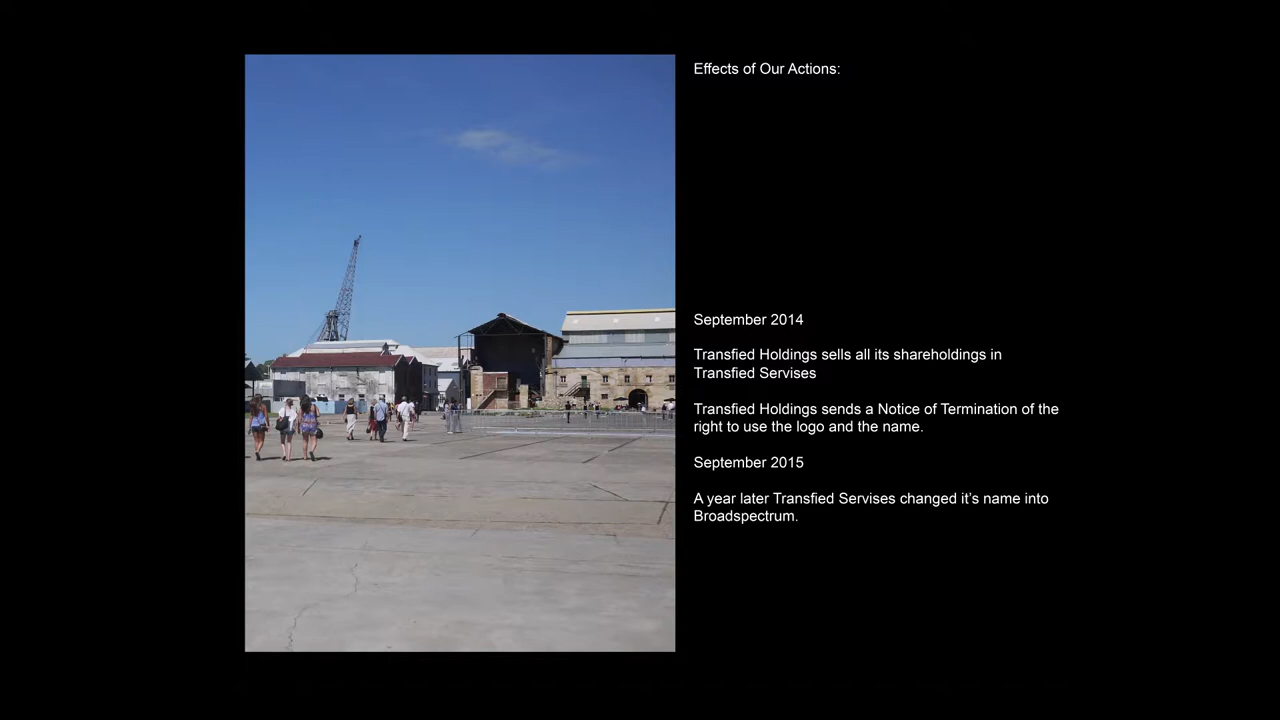 Effects of Our Actions:
September 2014
Transfied Holdings sells all its shareholdings in
Transfied Servises
Transfied Holdings sends a Notice of Termination of the
right to use the logo and the name.
September 2015
A year later Transfied Servises changed it's name into
Broadspectrum.